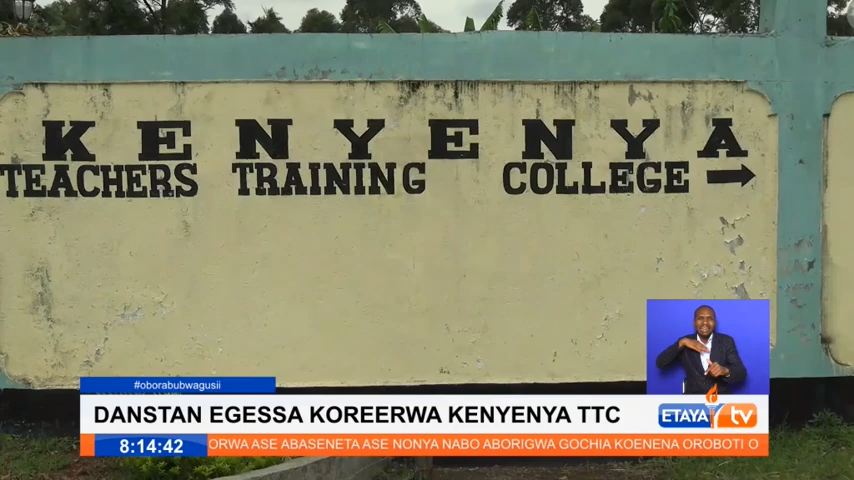 KENYENYA
TEACHERS TRAINING COLLEGE
#oborabubwagusii
DANSTAN EGESSA KOREERWA KENYENYA TTC
ETAYA tv
8:14:42
ORWA ASE ABASENETA ASE NONYA NABO ABORIGWA GOCHIA KOENENA OROBOTI O